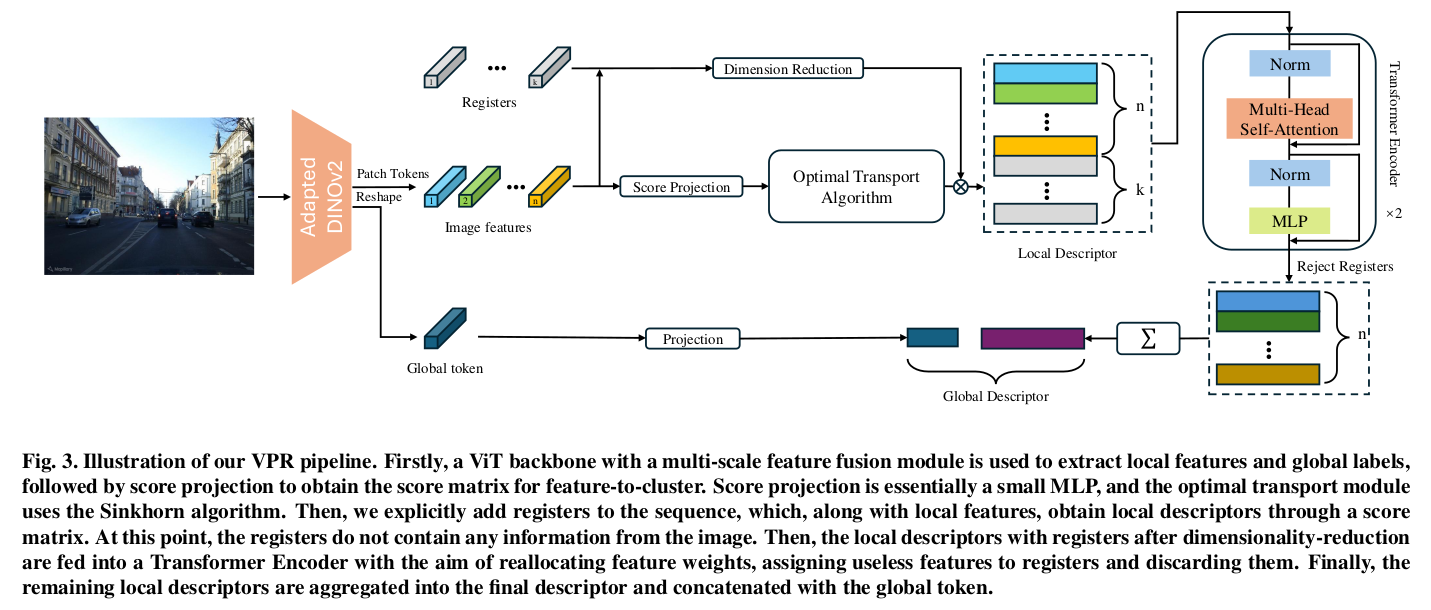 1
k
Registers
Dimension Reduction
Adapted
DINOv2
Patch Tokens
Reshape
1
2
n
Image features
Score Projection
Optimal Transport
Algorithm
n
k
Local Descriptor
Norm
Multi-Head
Self-Attention
Norm
MLP
Transformer Encoder
×2
Reject Registers
n
Σ
Global token
Projection
Global Descriptor
Fig. 3. Illustration of our VPR pipeline. Firstly, a ViT backbone with a multi-scale feature fusion module is used to extract local features and global labels,
followed by score projection to obtain the score matrix for feature-to-cluster. Score projection is essentially a small MLP, and the optimal transport module
uses the Sinkhorn algorithm. Then, we explicitly add registers to the sequence, which, along with local features, obtain local descriptors through a score
matrix. At this point, the registers do not contain any information from the image. Then, the local descriptors with registers after dimensionality-reduction
are fed into a Transformer Encoder with the aim of reallocating feature weights, assigning useless features to registers and discarding them. Finally, the
remaining local descriptors are aggregated into the final descriptor and concatenated with the global token.